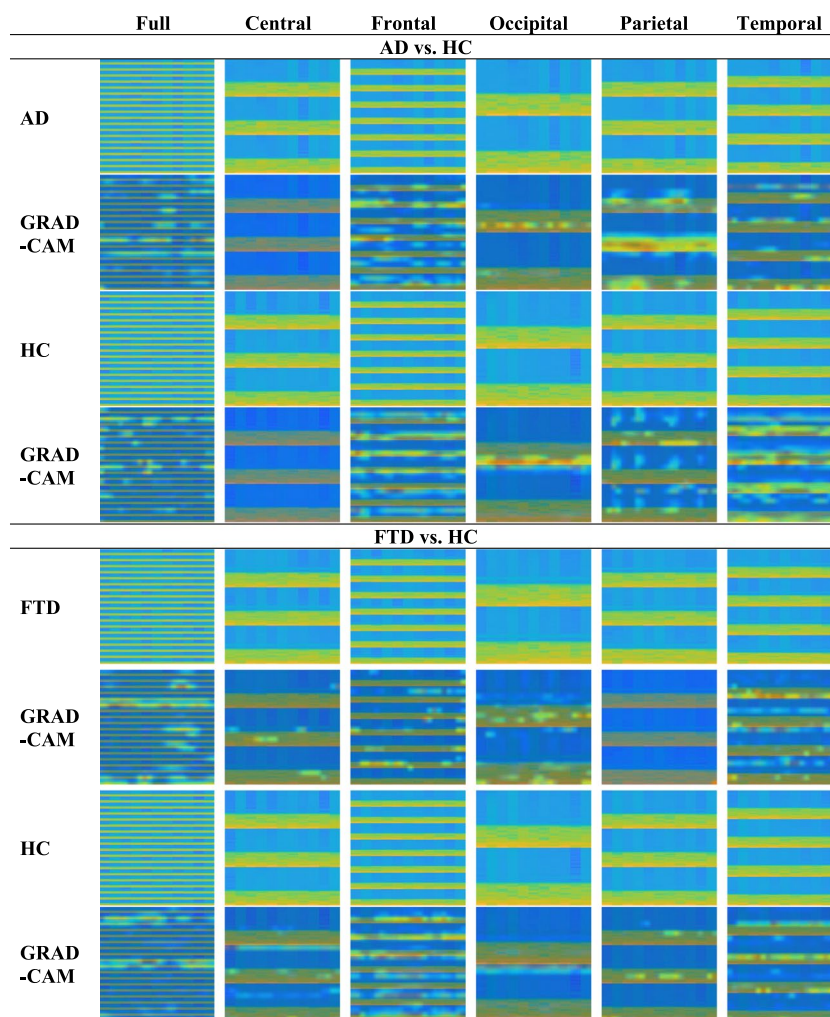 Full Central Frontal Occipital Parietal Temporal
AD vs. HC
AD
GRAD
-CAM
HC
GRAD
-CAM
FTD vs. HC
FTD
GRAD
-CAM
HC
GRAD
-CAM